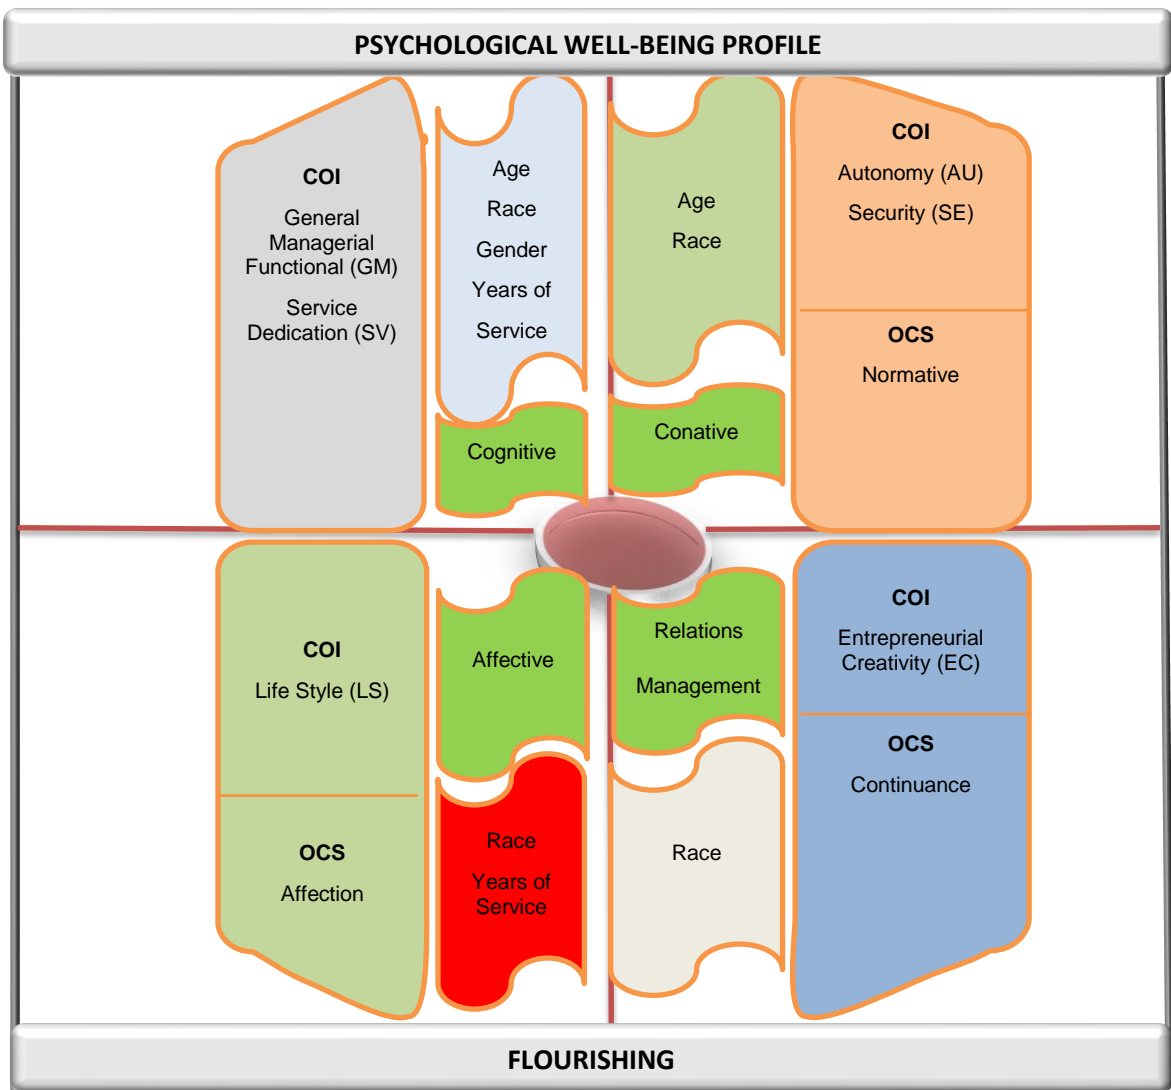 PSYCHOLOGICAL WELL-BEING PROFILE
COI
General
Managerial
Functional (GM)
Service
Dedication (SV)
Age
Race
Gender
Years of
Service
Cognitive
Age
Race
Conative
COI
Autonomy (AU)
Security (SE)
OCS
Normative
COI
Life Style (LS)
OCS
Affection
Affective
Race
Years of
Service
Relations
Management
Race
COI
Entrepreneurial
Creativity (EC)
OCS
Continuance
FLOURISHING